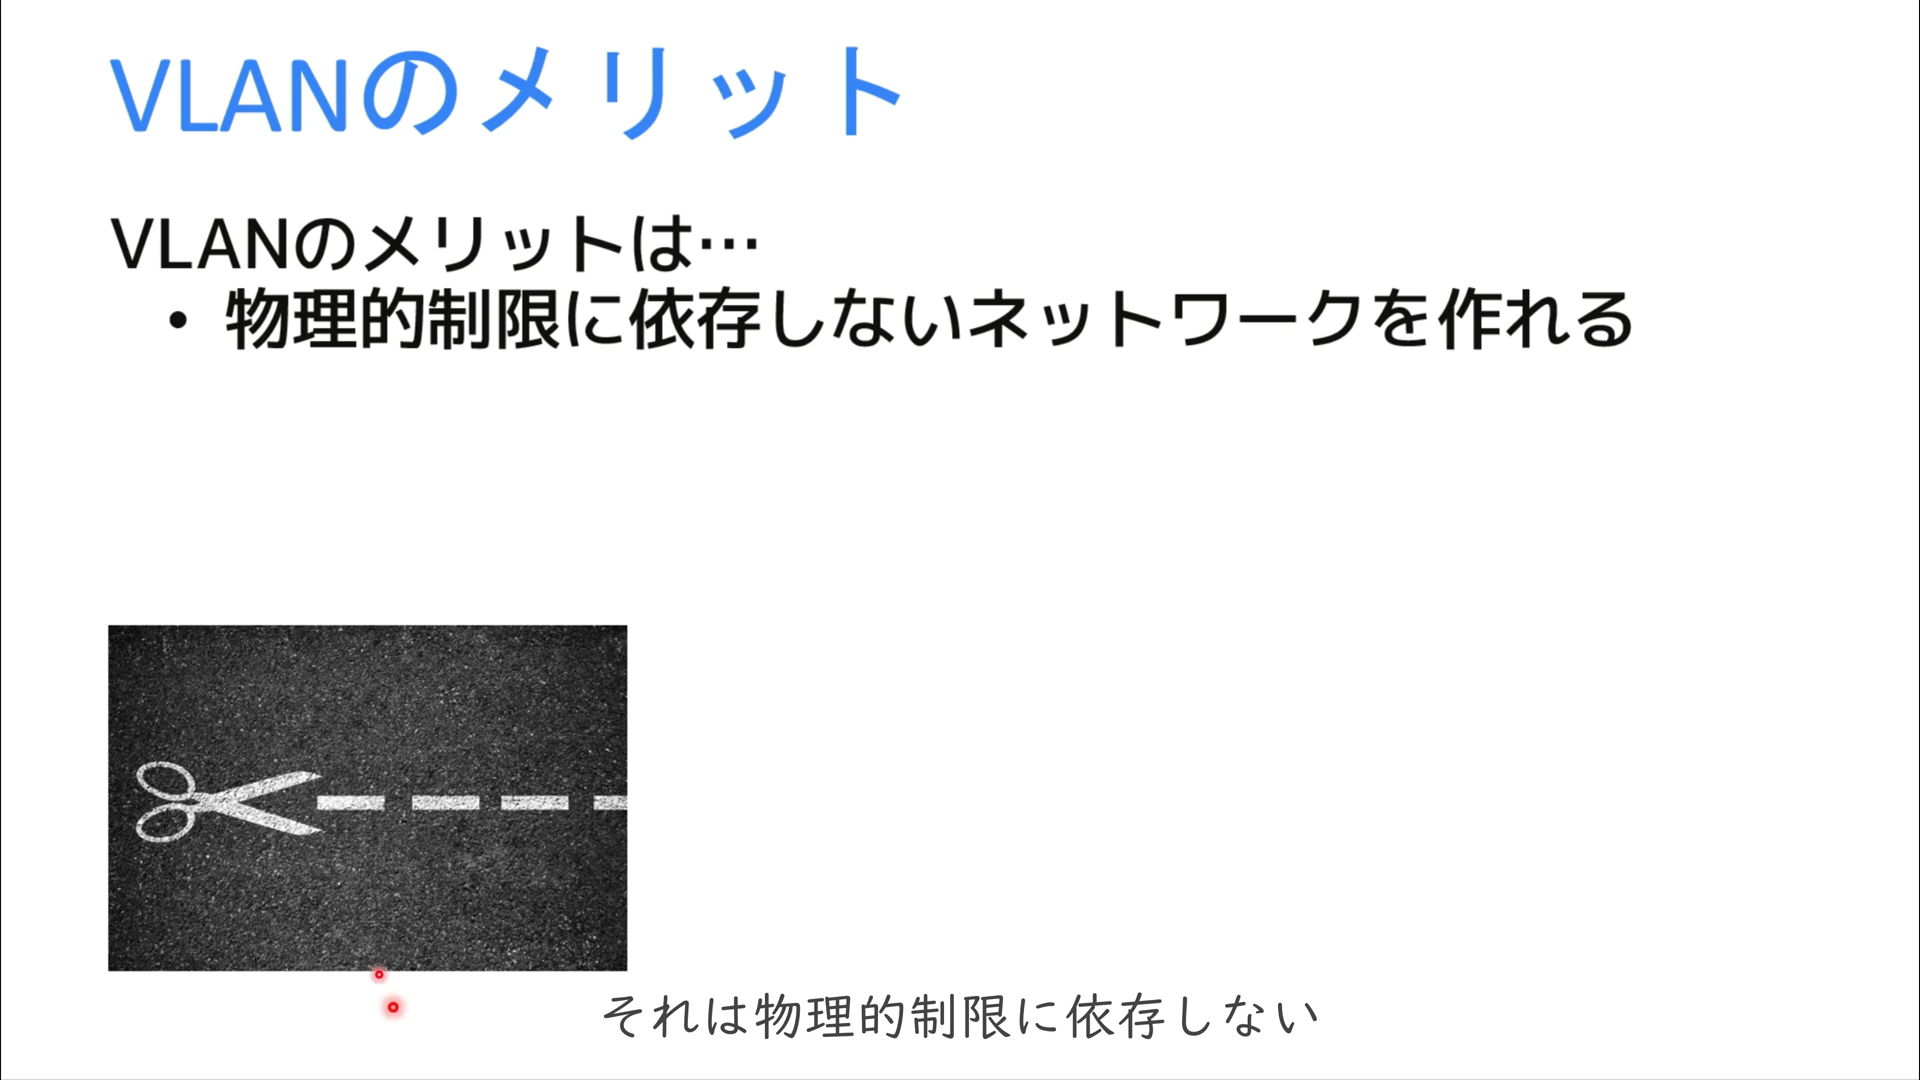 VLANのメリット
VLANのメリットは…
• 物理的制限に依存しないネットワークを作れる
それは物理的制限に依存しない